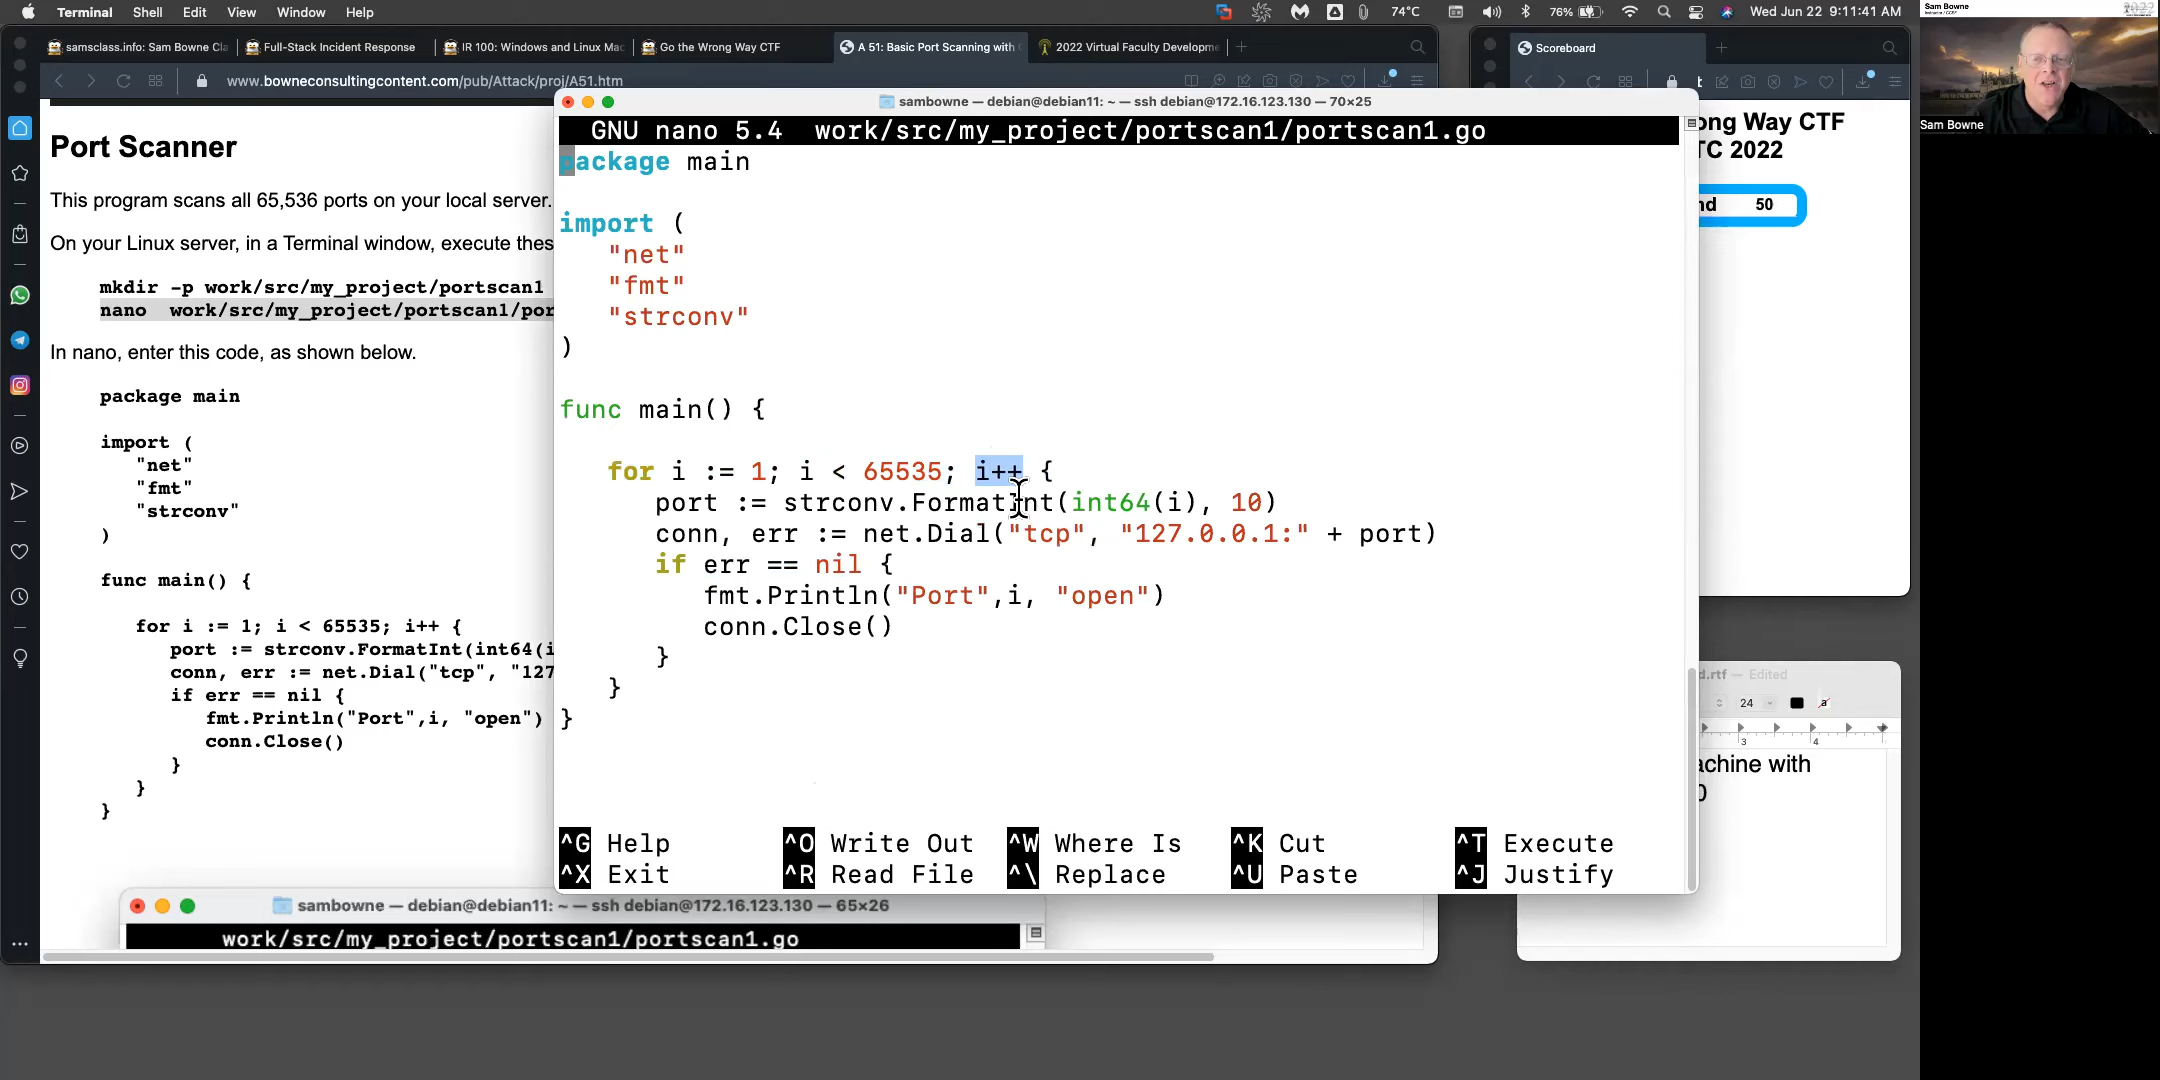 Terminal Shell Edit View Window Help
74°C 76% Wed Jun 22 9:11:41 AM
samsclass.info: Sam Bowne Cla
Full-Stack Incident Response
IR 100: Windows and Linux Mac
Go the Wrong Way CTF
A 51: Basic Port Scanning with
2022 Virtual Faculty Developme
www.bowneconsultingcontent.com/pub/Attack/proj/A51.htm
Port Scanner
This program scans all 65,536 ports on your local server.
On your Linux server, in a Terminal window, execute thes
mkdir -p work/src/my_project/portscan1
nano  work/src/my_project/portscan1/por
In nano, enter this code, as shown below.
package main
import (
"net"
"fmt"
"strconv"
)
func main() {
for i := 1; i < 65535; i++ {
port := strconv.FormatInt(int64(i
conn, err := net.Dial("tcp", "127
if err == nil {
fmt.Println("Port",i, "open")
conn.Close()
}
}
}
sambowne — debian@debian11: ~ — ssh debian@172.16.123.130 — 70×25
GNU nano 5.4 work/src/my_project/portscan1/portscan1.go
package main
import (
"net"
"fmt"
"strconv"
)
func main() {
for i := 1; i < 65535; i++ {
port := strconv.FormatInt(int64(i), 10)
conn, err := net.Dial("tcp", "127.0.0.1:" + port)
if err == nil {
fmt.Println("Port",i, "open")
conn.Close()
}
}
}
^G Help ^O Write Out ^W Where Is ^K Cut ^T Execute
^X Exit ^R Read File ^\ Replace ^U Paste ^J Justify
sambowne — debian@debian11: ~ — ssh debian@172.16.123.130 — 65×26
work/src/my_project/portscan1/portscan1.go
Scoreboard
ong Way CTF
TC 2022
nd 50
d.rtf — Edited
24
3 4
achine with
0
Sam Bowne
2022
Sam Bowne